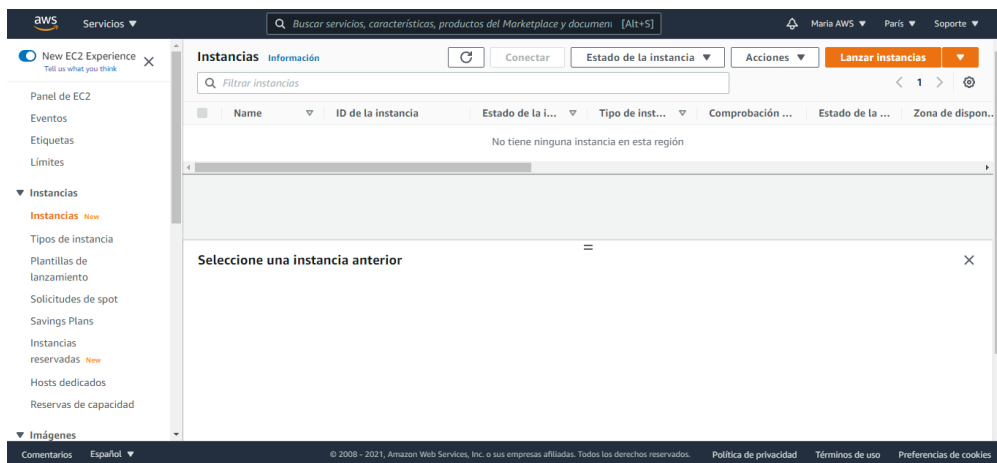 aws Servicios ▼ Buscar servicios, características, productos del Marketplace y document [Alt+S] Maria AWS ▼ París ▼ Soporte ▼
New EC2 Experience
Tell us what you think
Panel de EC2
Eventos
Etiquetas
Límites
▼ Instancias
Instancias New
Tipos de instancia
Plantillas de
lanzamiento
Solicitudes de spot
Savings Plans
Instancias
reservadas New
Hosts dedicados
Reservas de capacidad
▼ Imágenes
Instancias Información Conectar Estado de la instancia ▼ Acciones ▼ Lanzar instancias ▼
Filtrar instancias < 1 >
Name ID de la instancia Estado de la i... Tipo de inst... Comprobación ... Estado de la ... Zona de dispon...
No tiene ninguna instancia en esta región
=
Seleccione una instancia anterior
Comentarios Español ▼ © 2008 - 2021, Amazon Web Services, Inc. o sus empresas afiliadas. Todos los derechos reservados. Política de privacidad Términos de uso Preferencias de cookies